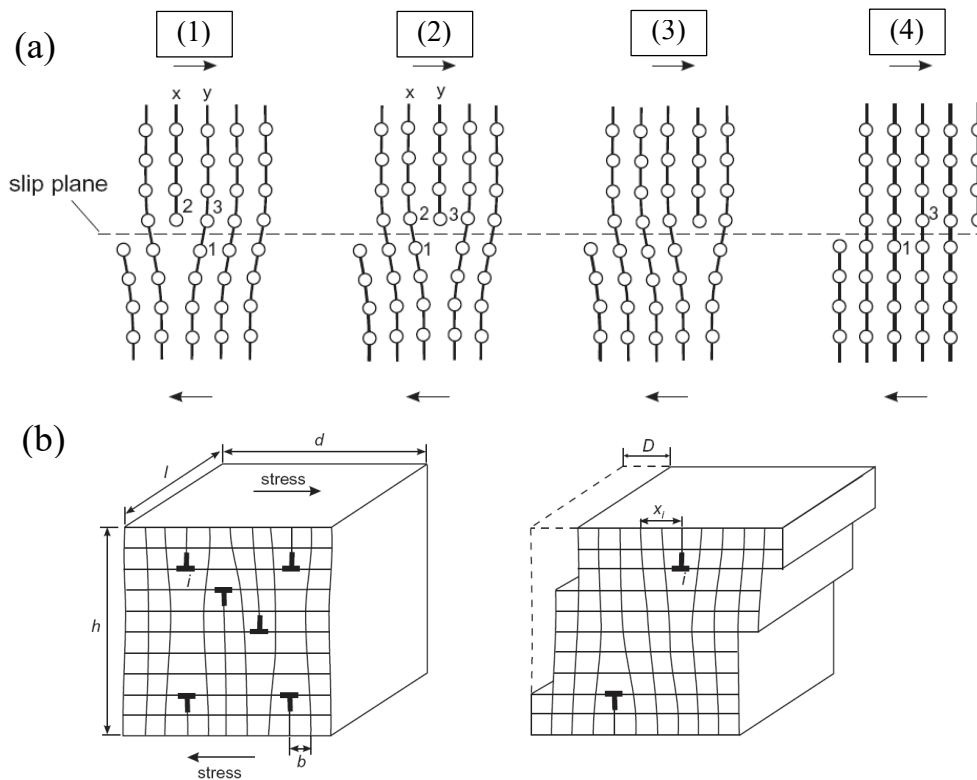 (a)
(1) (2) (3) (4)
x y x y
slip plane
2 3 2 3 3
1 1 1
(b)
d
l
stress
h
i
b
stress
D
x_i
i